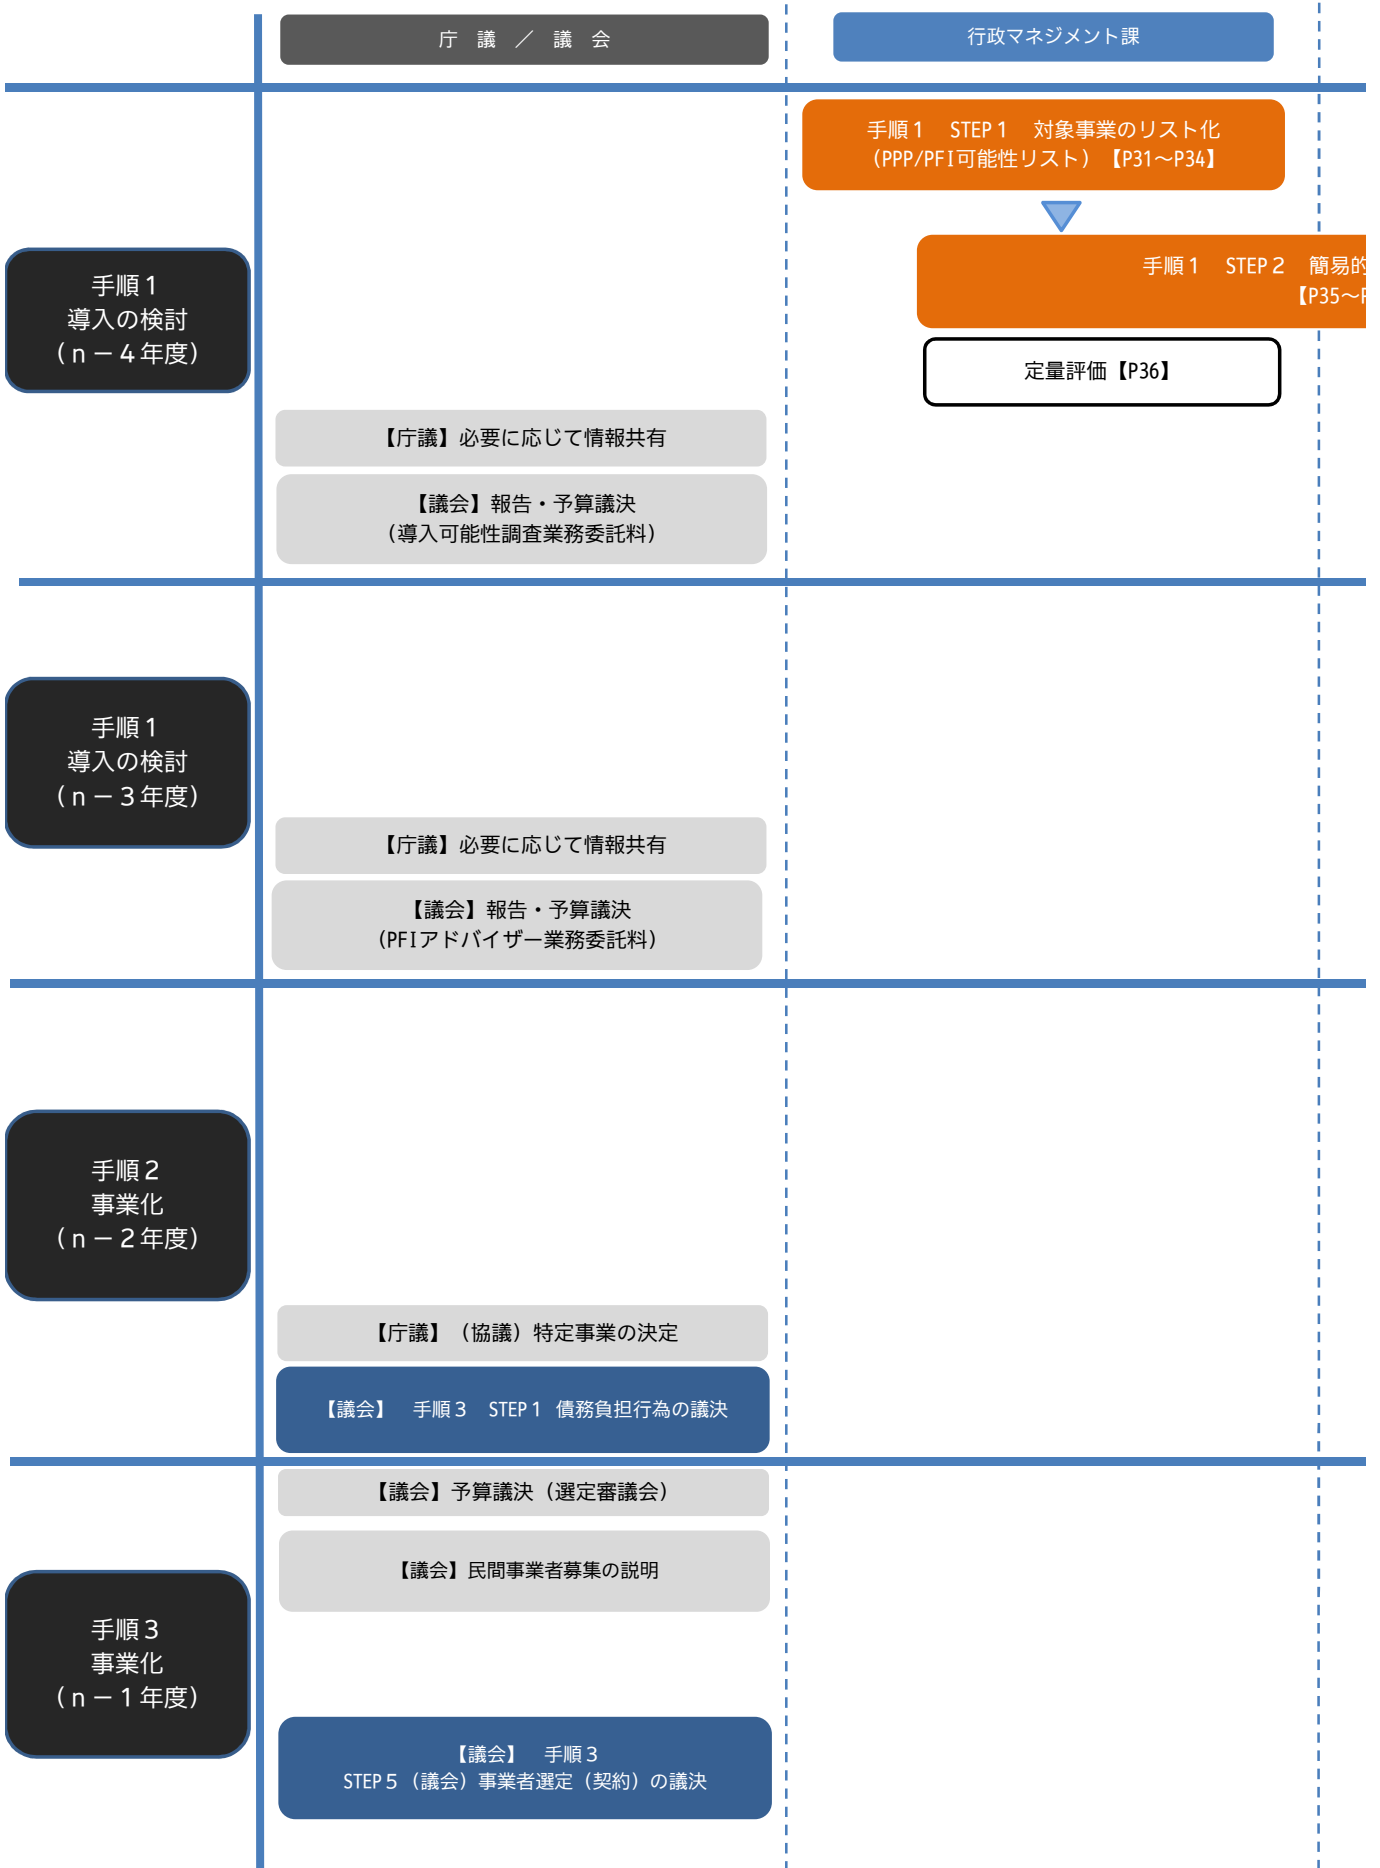 庁　議　／　議　会
行政マネジメント課
手順１　STEP１　対象事業のリスト化
（PPP/PFI可能性リスト）【P31～P34】
手順１　STEP２　簡易的
【P35～P
定量評価【P36】
手順１
導入の検討
（ｎ－４年度）
【庁議】必要に応じて情報共有
【議会】報告・予算議決
（導入可能性調査業務委託料）
手順１
導入の検討
（ｎ－３年度）
【庁議】必要に応じて情報共有
【議会】報告・予算議決
（PFIアドバイザー業務委託料）
手順２
事業化
（ｎ－２年度）
【庁議】（協議）特定事業の決定
【議会】　手順３　STEP１ 債務負担行為の議決
【議会】予算議決（選定審議会）
【議会】民間事業者募集の説明
手順３
事業化
（ｎ－１年度）
【議会】　手順３
STEP５（議会）事業者選定（契約）の議決